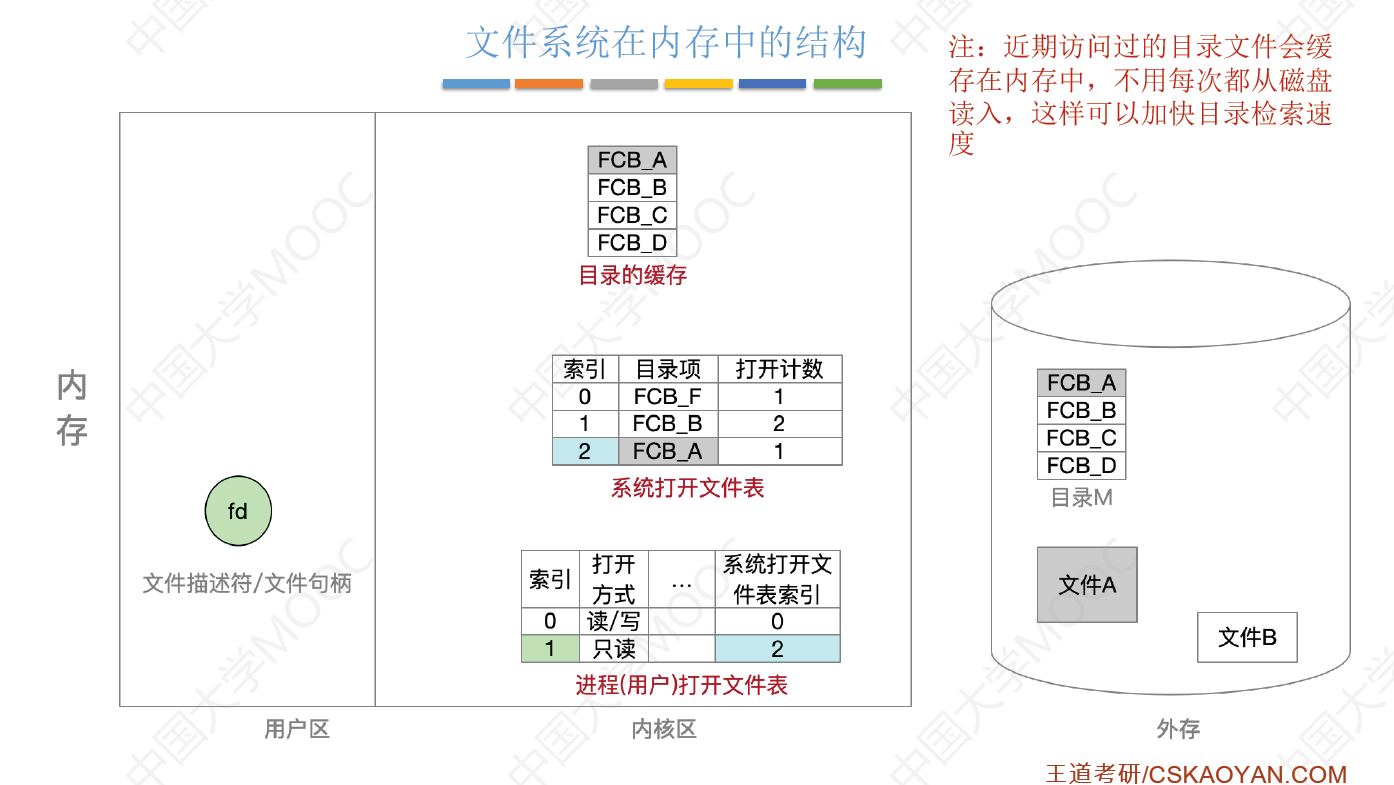 文件系统在内存中的结构
注：近期访问过的目录文件会缓
存在内存中，不用每次都从磁盘
读入，这样可以加快目录检索速
度
FCB_A
FCB_B
FCB_C
FCB_D
目录的缓存
内
存
索引 目录项 打开计数
0 FCB_F 1
1 FCB_B 2
2 FCB_A 1
系统打开文件表
fd
文件描述符/文件句柄
索引 打开方式 … 系统打开文件表索引
0 读/写 0
1 只读 2
进程(用户)打开文件表
用户区
内核区
FCB_A
FCB_B
FCB_C
FCB_D
目录M
文件A
文件B
外存
王道考研/CSKAOYAN.COM
中国大学MOOC